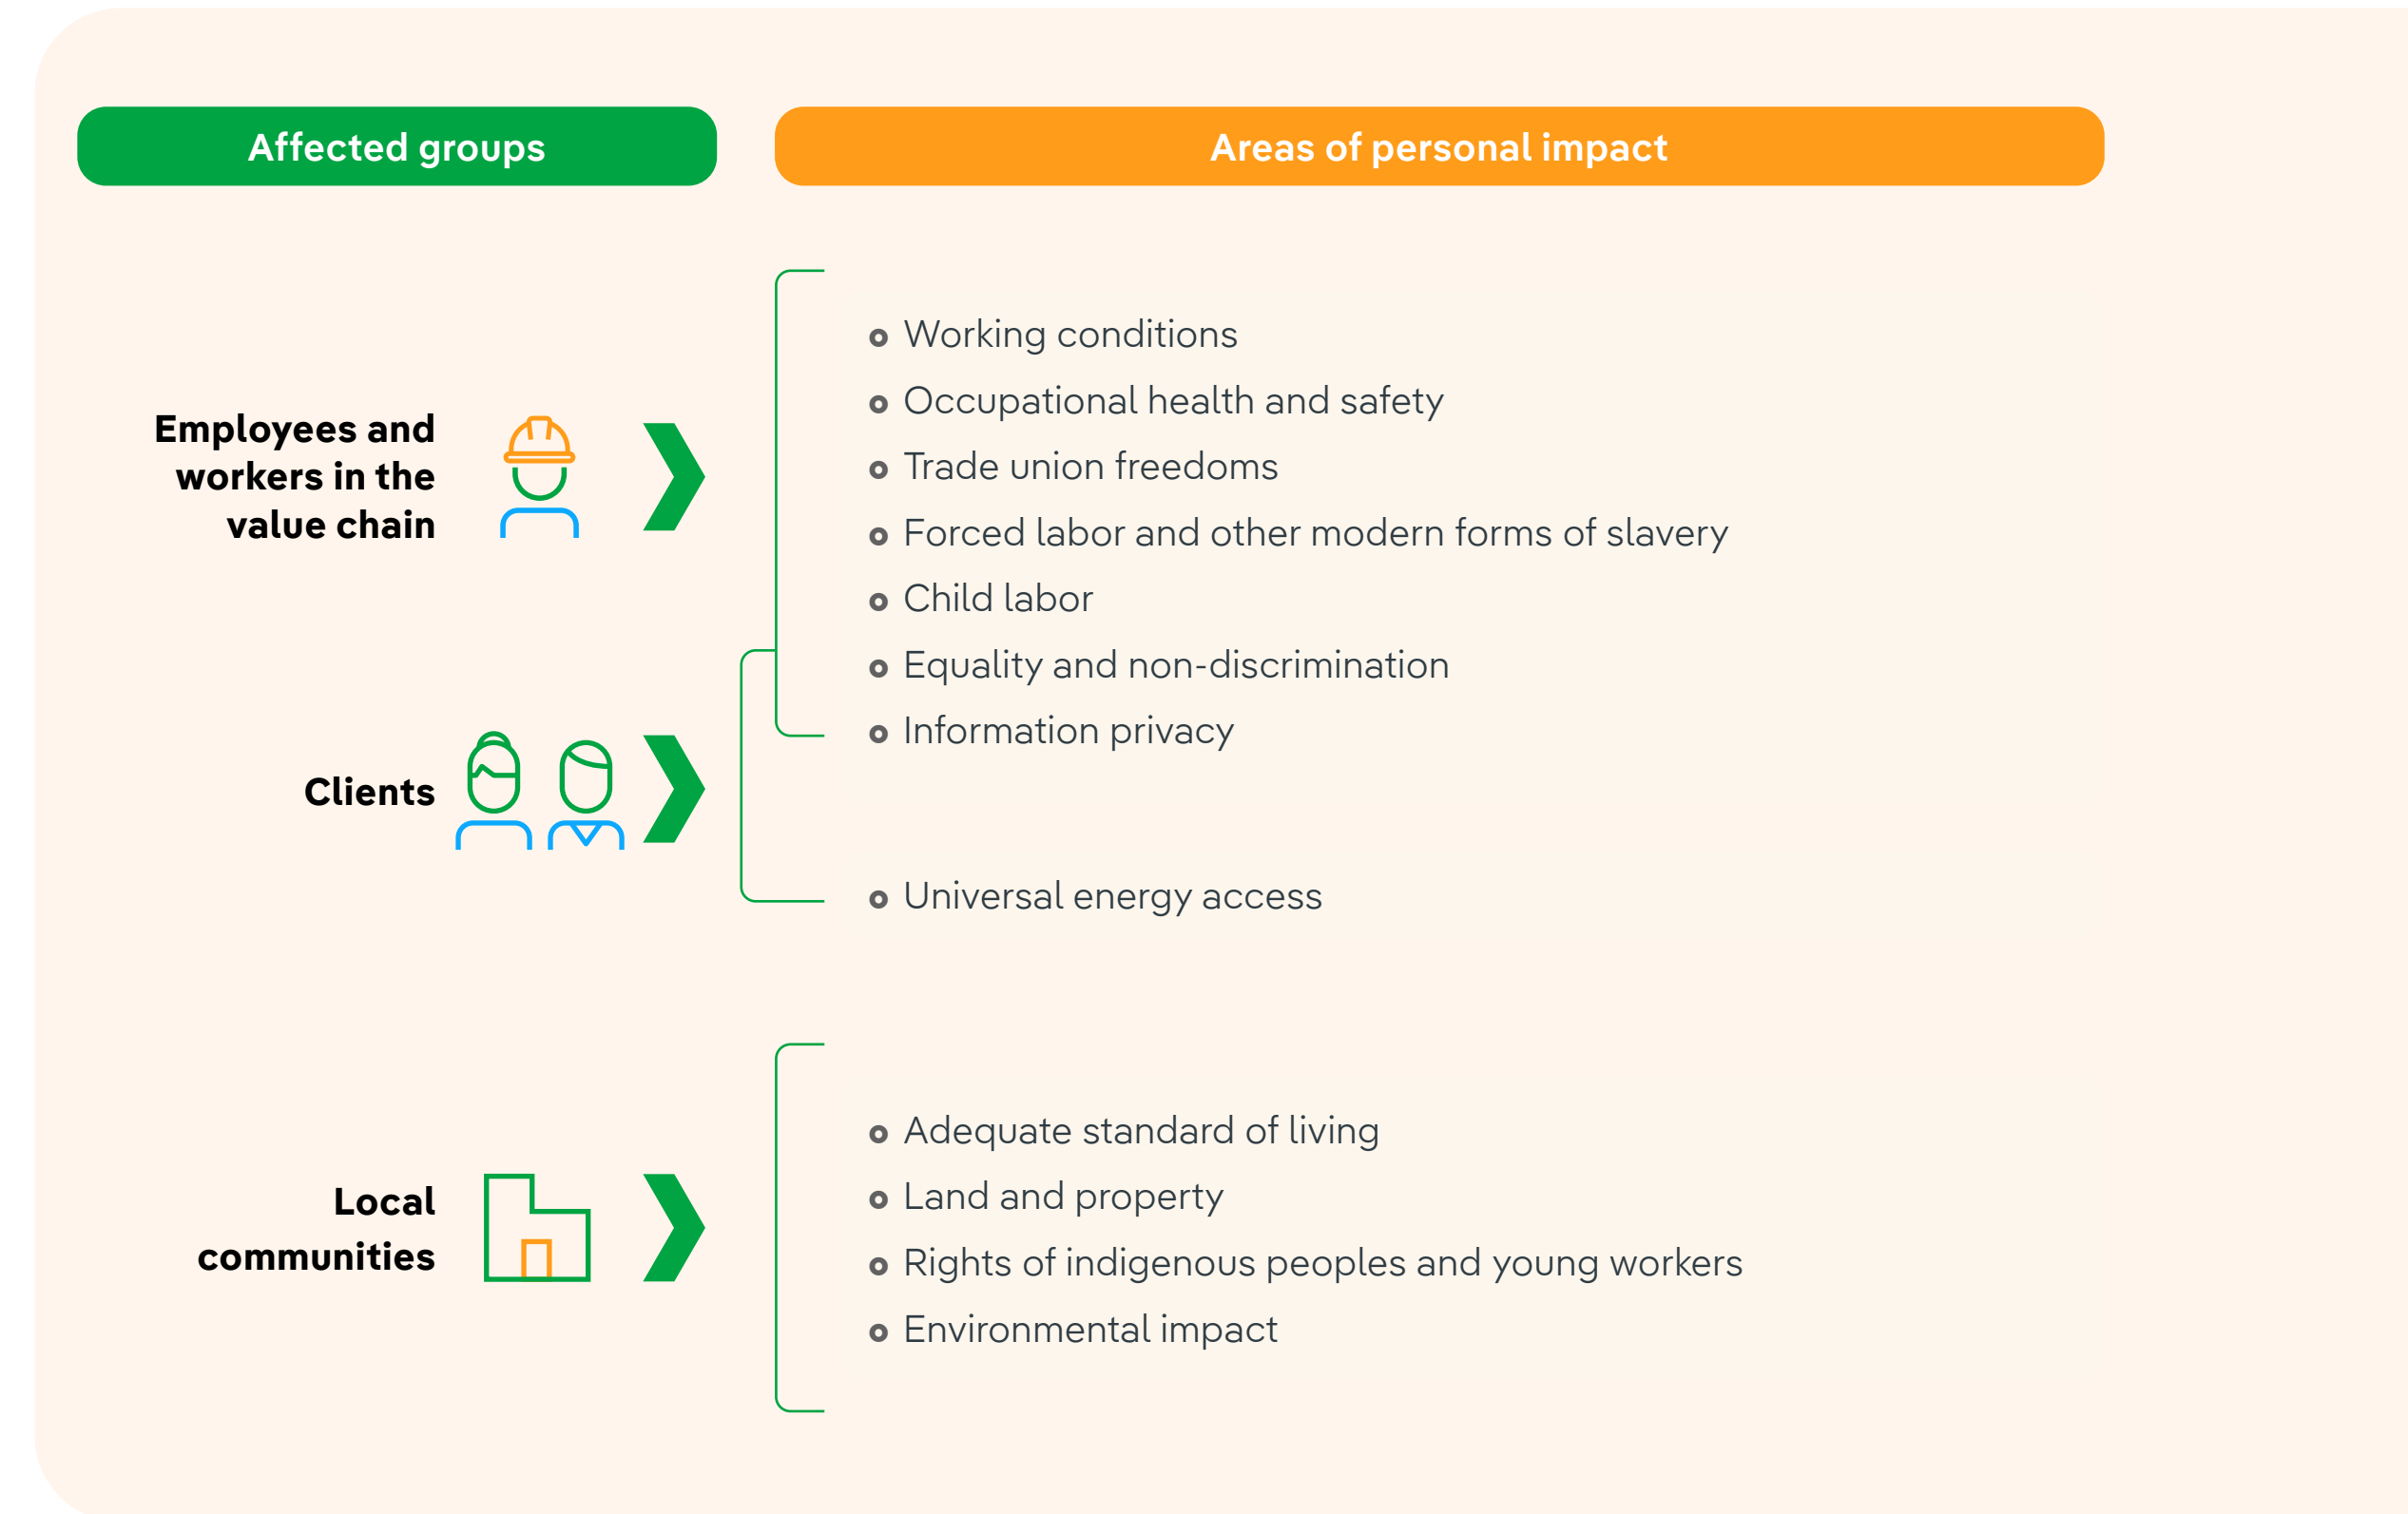 Affected groups
Areas of personal impact
Employees and
workers in the
value chain
Working conditions
Occupational health and safety
Trade union freedoms
Forced labor and other modern forms of slavery
Child labor
Equality and non-discrimination
Information privacy
Clients
Universal energy access
Local
communities
Adequate standard of living
Land and property
Rights of indigenous peoples and young workers
Environmental impact